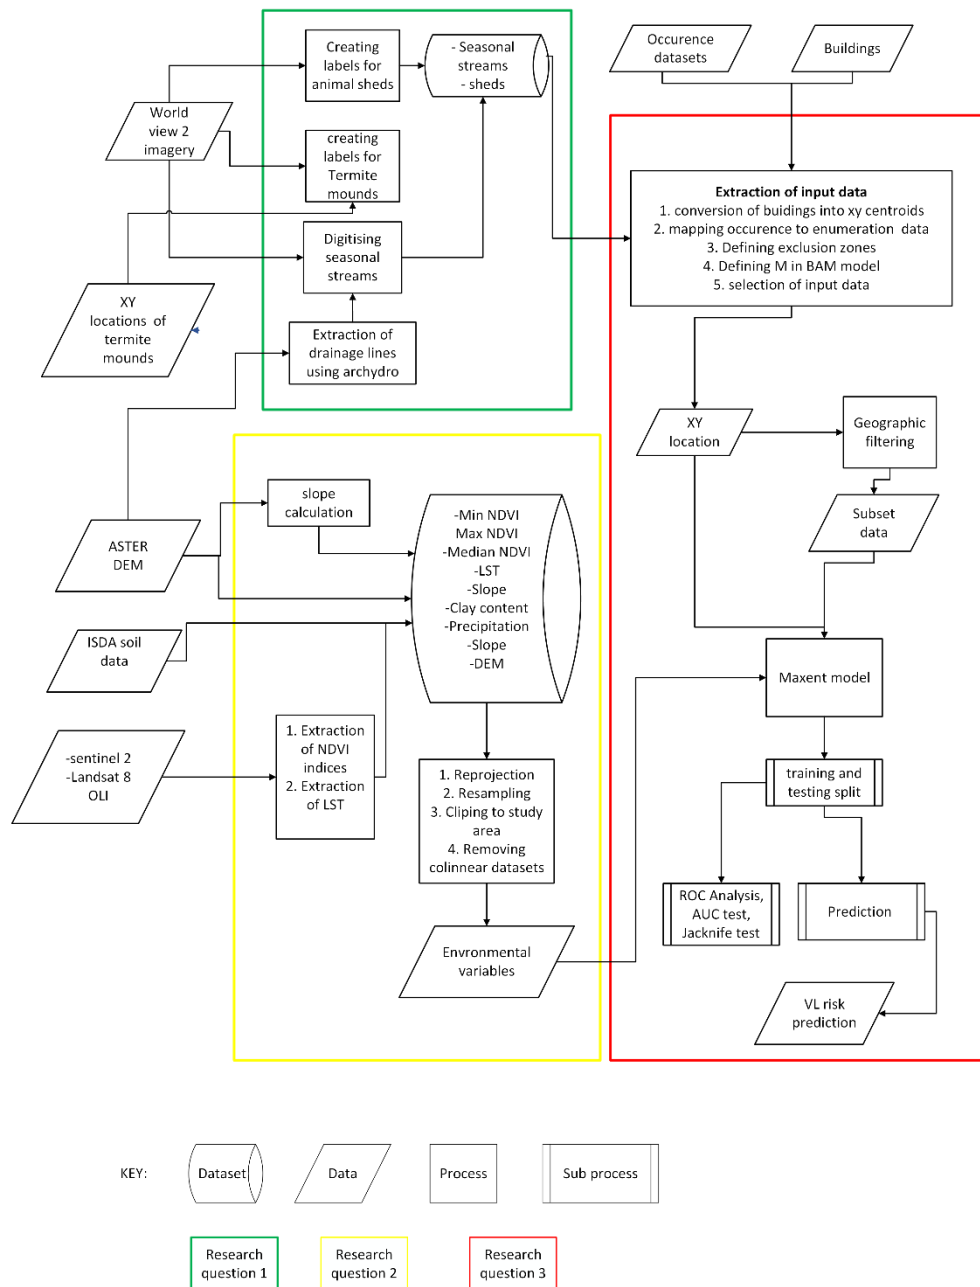 Creating
labels for
animal sheds
- Seasonal
streams
- sheds
Occurence
datasets
Buildings
World
view 2
imagery
creating
labels for
Termite
mounds
Digitising
seasonal
streams
XY
locations of
termite
mounds
Extraction of
drainage lines
using archydro
Extraction of input data
1. conversion of buidings into xy centroids
2. mapping occurence to enumeration data
3. Defining exclusion zones
4. Defining M in BAM model
5. selection of input data
XY
location
Geographic
filtering
Subset
data
slope
calculation
ASTER
DEM
-Min NDVI
Max NDVI
-Median NDVI
-LST
-Slope
-Clay content
-Precipitation
-Slope
-DEM
ISDA soil
data
-sentinel 2
-Landsat 8
OLI
1. Extraction
of NDVI
indices
2. Extraction
of LST
1. Reprojection
2. Resampling
3. Cliping to study
area
4. Removing
colinnear datasets
Envronmental
variables
Maxent model
training and
testing split
ROC Analysis,
AUC test,
Jacknife test
Prediction
VL risk
prediction
KEY:
Dataset
Data
Process
Sub process
Research
question 1
Research
question 2
Research
question 3